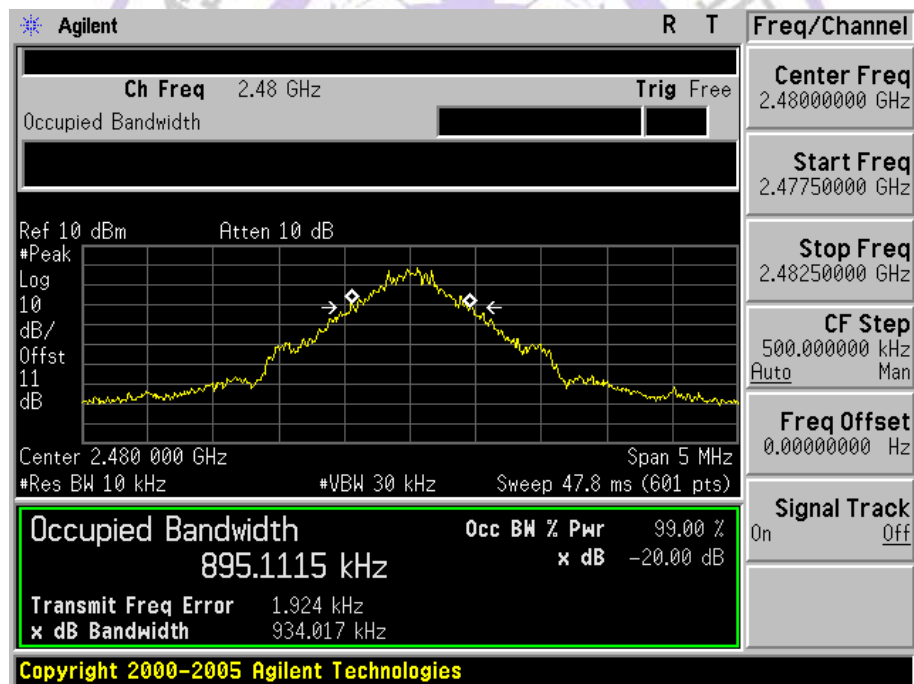 Agilent R T Freq/Channel
Ch Freq 2.48 GHz Trig Free
Occupied Bandwidth
Center Freq
2.48000000 GHz
Start Freq
2.47750000 GHz
Stop Freq
2.48250000 GHz
CF Step
500.000000 kHz
Auto Man
Freq Offset
0.00000000 Hz
Signal Track
On Off
Ref 10 dBm Atten 10 dB
#Peak
Log
10
dB/
Offst
11
dB
Center 2.480 000 GHz Span 5 MHz
#Res BW 10 kHz #VBW 30 kHz Sweep 47.8 ms (601 pts)
Occupied Bandwidth Occ BW % Pwr 99.00 %
895.1115 kHz x dB -20.00 dB
Transmit Freq Error 1.924 kHz
x dB Bandwidth 934.017 kHz
Copyright 2000-2005 Agilent Technologies